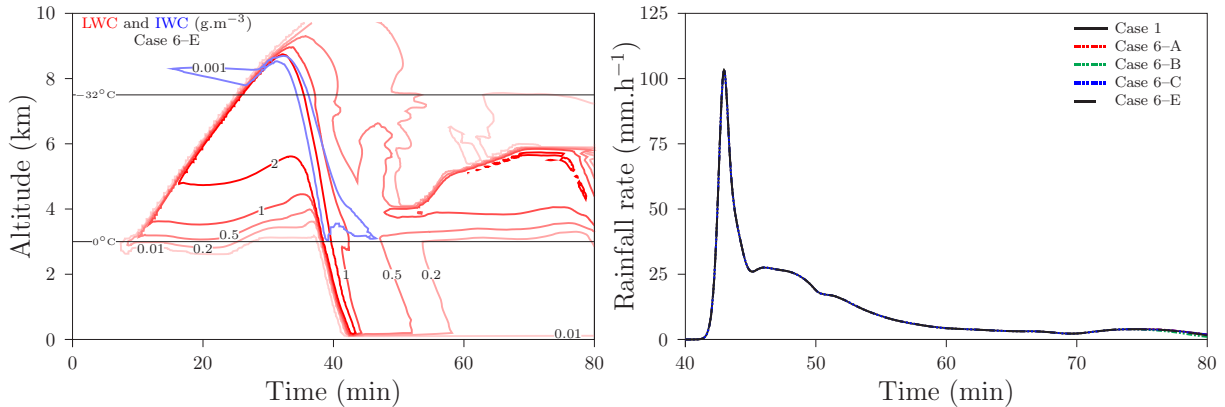 LWC and IWC (g.m−3)
Case 6–E
10
8
6
4
2
0
Altitude (km)
0.001
−32°C
2
1
0.5
0°C
0.01
0.2
1
0.5
0.2
0.01
0
20
40
60
80
Time (min)
125
100
75
50
25
0
Rainfall rate (mm.h−1)
Case 1
Case 6–A
Case 6–B
Case 6–C
Case 6–E
40
50
60
70
80
Time (min)